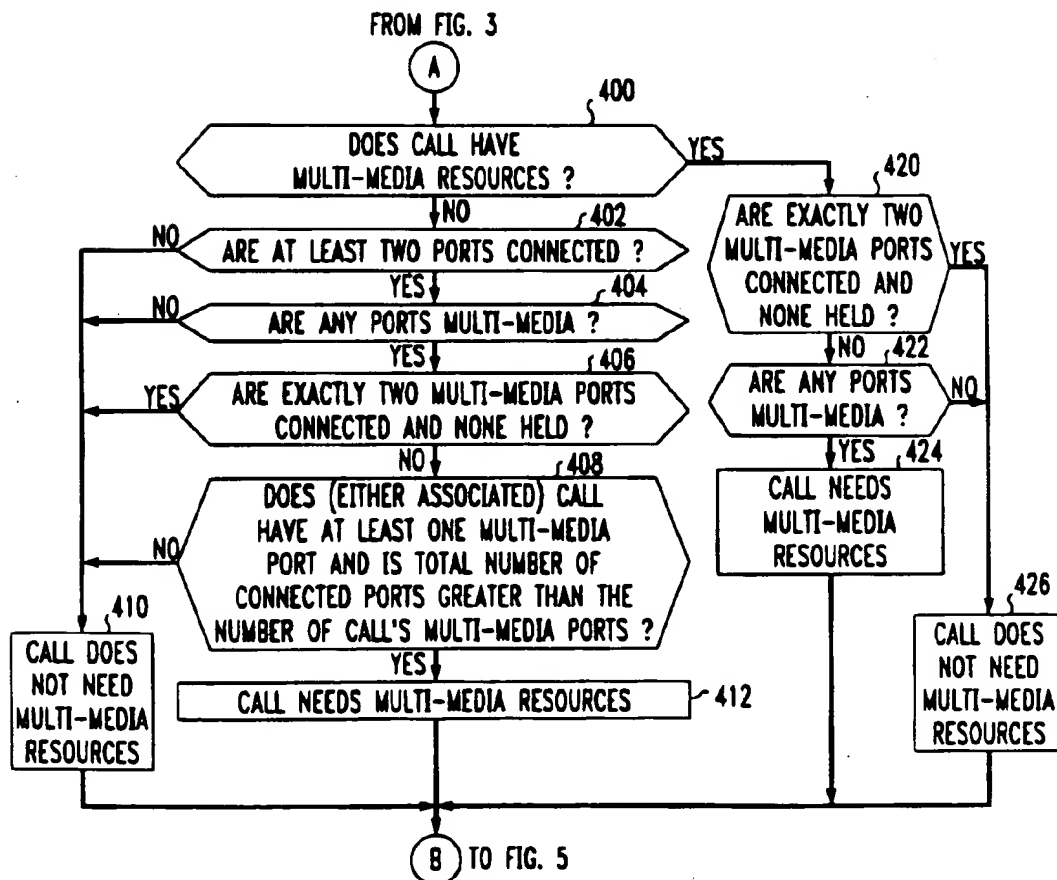 FROM FIG. 3
A
400
DOES CALL HAVE
MULTI-MEDIA RESOURCES ?
YES
NO
402
ARE AT LEAST TWO PORTS CONNECTED ?
NO
YES
404
ARE ANY PORTS MULTI-MEDIA ?
NO
YES
406
ARE EXACTLY TWO MULTI-MEDIA PORTS
CONNECTED AND NONE HELD ?
YES
NO
408
DOES (EITHER ASSOCIATED) CALL
HAVE AT LEAST ONE MULTI-MEDIA
PORT AND IS TOTAL NUMBER OF
CONNECTED PORTS GREATER THAN THE
NUMBER OF CALL'S MULTI-MEDIA PORTS ?
NO
YES
410
CALL DOES
NOT NEED
MULTI-MEDIA
RESOURCES
CALL NEEDS MULTI-MEDIA RESOURCES
412
420
ARE EXACTLY TWO
MULTI-MEDIA PORTS
CONNECTED AND
NONE HELD ?
YES
NO
422
ARE ANY PORTS
MULTI-MEDIA ?
NO
YES
424
CALL NEEDS
MULTI-MEDIA
RESOURCES
426
CALL DOES
NOT NEED
MULTI-MEDIA
RESOURCES
B
TO FIG. 5